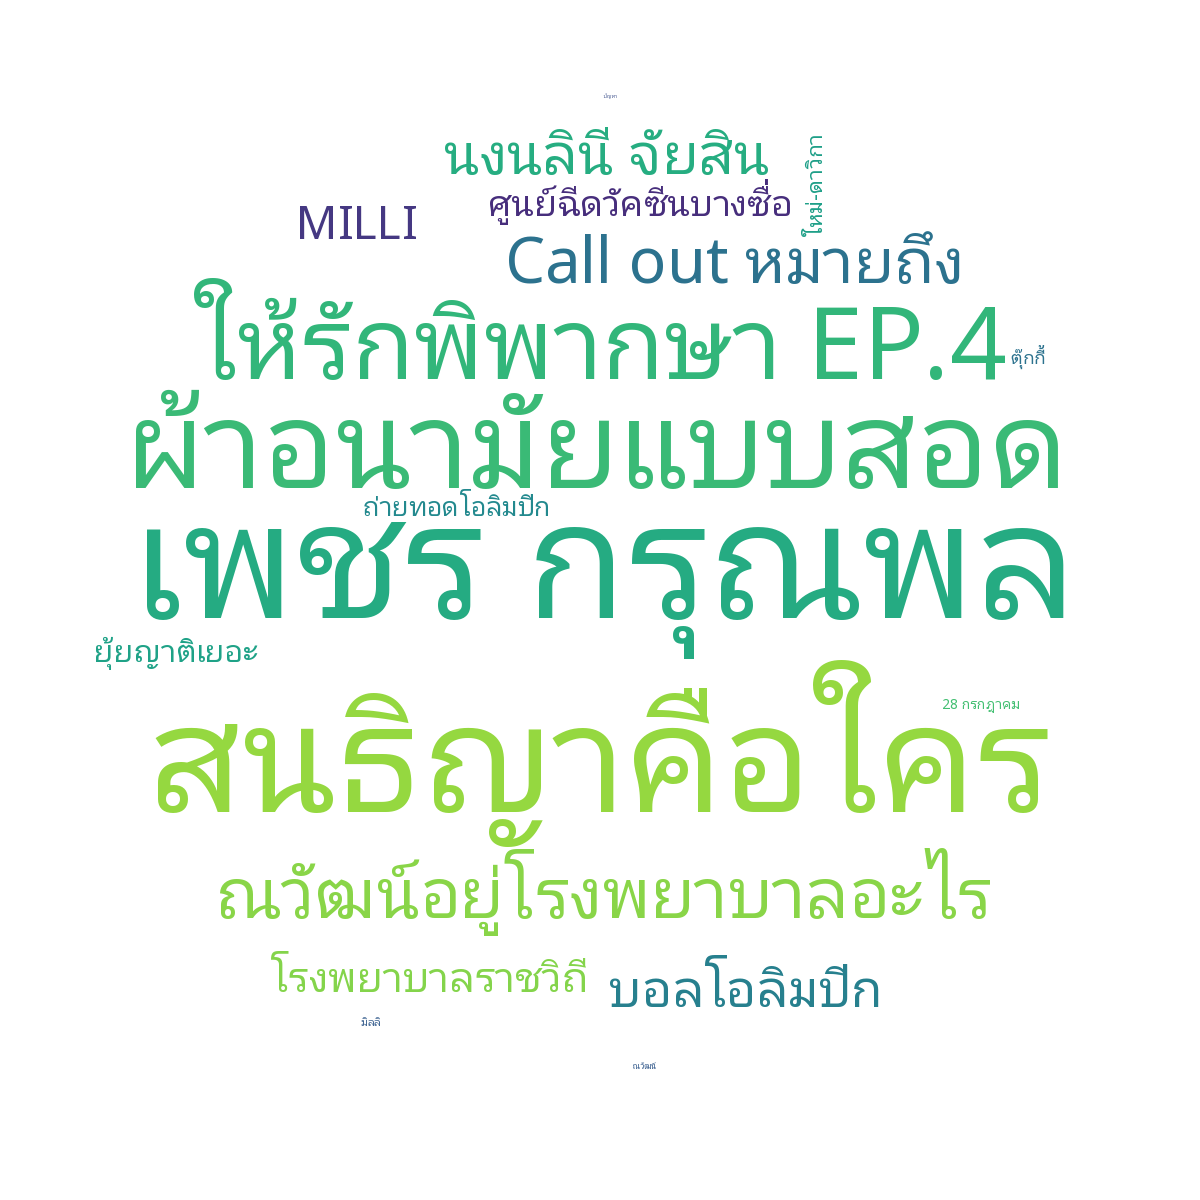 ปัญหา
นงนลินี จัยสิน
ใหม่-ดาวิกา
MILLI
ศูนย์ฉีดวัคซีนบางซื่อ
Call out หมายถึง
ให้รักพิพากษา EP.4
ตุ๊กกี้
ผ้าอนามัยแบบสอด
ถ่ายทอดโอลิมปิก
เพชร กรุณพล
ยุ้ยญาติเยอะ
28 กรกฎาคม
สนธิญาคือใคร
ณวัฒน์อยู่โรงพยาบาลอะไร
โรงพยาบาลราชวิถี
บอลโอลิมปิก
มิลลิ
ณวัฒน์